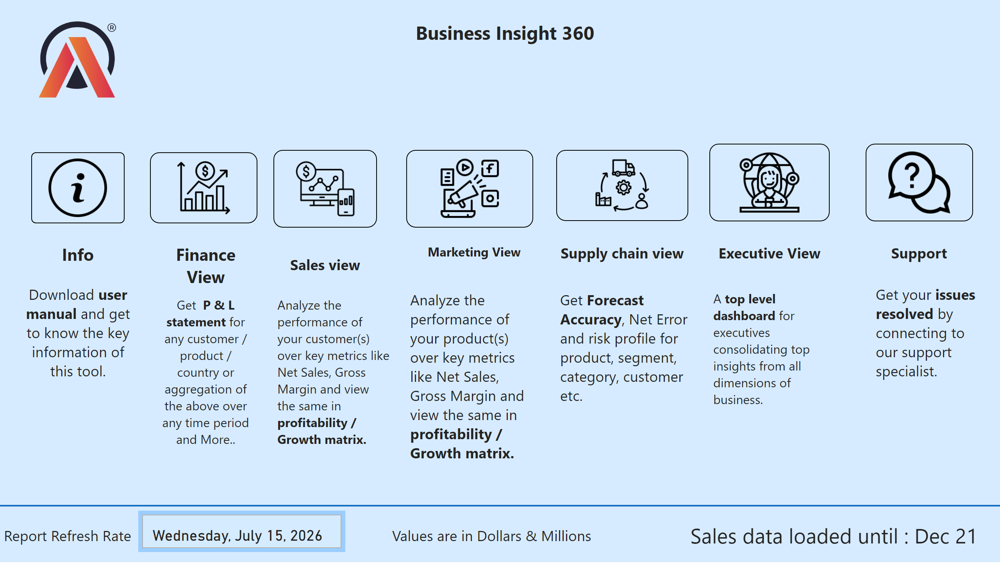 ®
Business Insight 360
Info
Download user
manual and get
to know the key
information of
this tool.
Finance
View
Get  P & L
statement for
any customer /
product /
country or
aggregation of
the above over
any time period
and More..
Sales view
Analyze the
performance of
your customer(s)
over key metrics like
Net Sales, Gross
Margin and view
the same in
profitability /
Growth matrix.
Marketing View
Analyze the
performance of
your product(s)
over key metrics
like Net Sales,
Gross Margin and
view the same in
profitability /
Growth matrix.
Supply chain view
Get Forecast
Accuracy, Net Error
and risk profile for
product, segment,
category, customer
etc.
Executive View
A top level
dashboard for
executives
consolidating top
insights from all
dimensions of
business.
Support
Get your issues
resolved by
connecting to
our support
specialist.
Report Refresh Rate
Wednesday, July 15, 2026
Values are in Dollars & Millions
Sales data loaded until : Dec 21